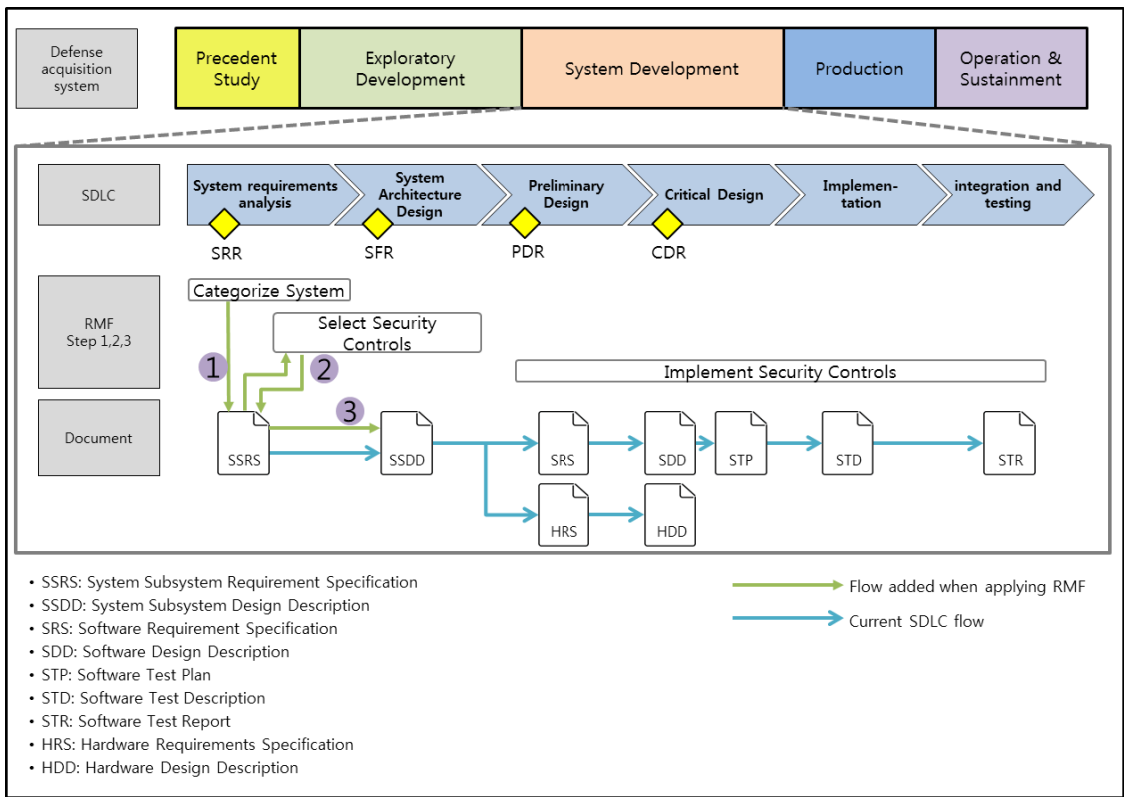 Defense
acquisition
system
Precedent
Study
Exploratory
Development
System Development
Production
Operation &
Sustainment
SDLC
System requirements
analysis
System
Architecture
Design
Preliminary
Design
Critical Design
Implemen-
tation
integration and
testing
SRR
SFR
PDR
CDR
RMF
Step 1,2,3
Categorize System
Select Security
Controls
Implement Security Controls
1
2
3
Document
SSRS
SSDD
SRS
SDD
STP
STD
STR
HRS
HDD
• SSRS: System Subsystem Requirement Specification
• SSDD: System Subsystem Design Description
• SRS: Software Requirement Specification
• SDD: Software Design Description
• STP: Software Test Plan
• STD: Software Test Description
• STR: Software Test Report
• HRS: Hardware Requirements Specification
• HDD: Hardware Design Description
Flow added when applying RMF
Current SDLC flow